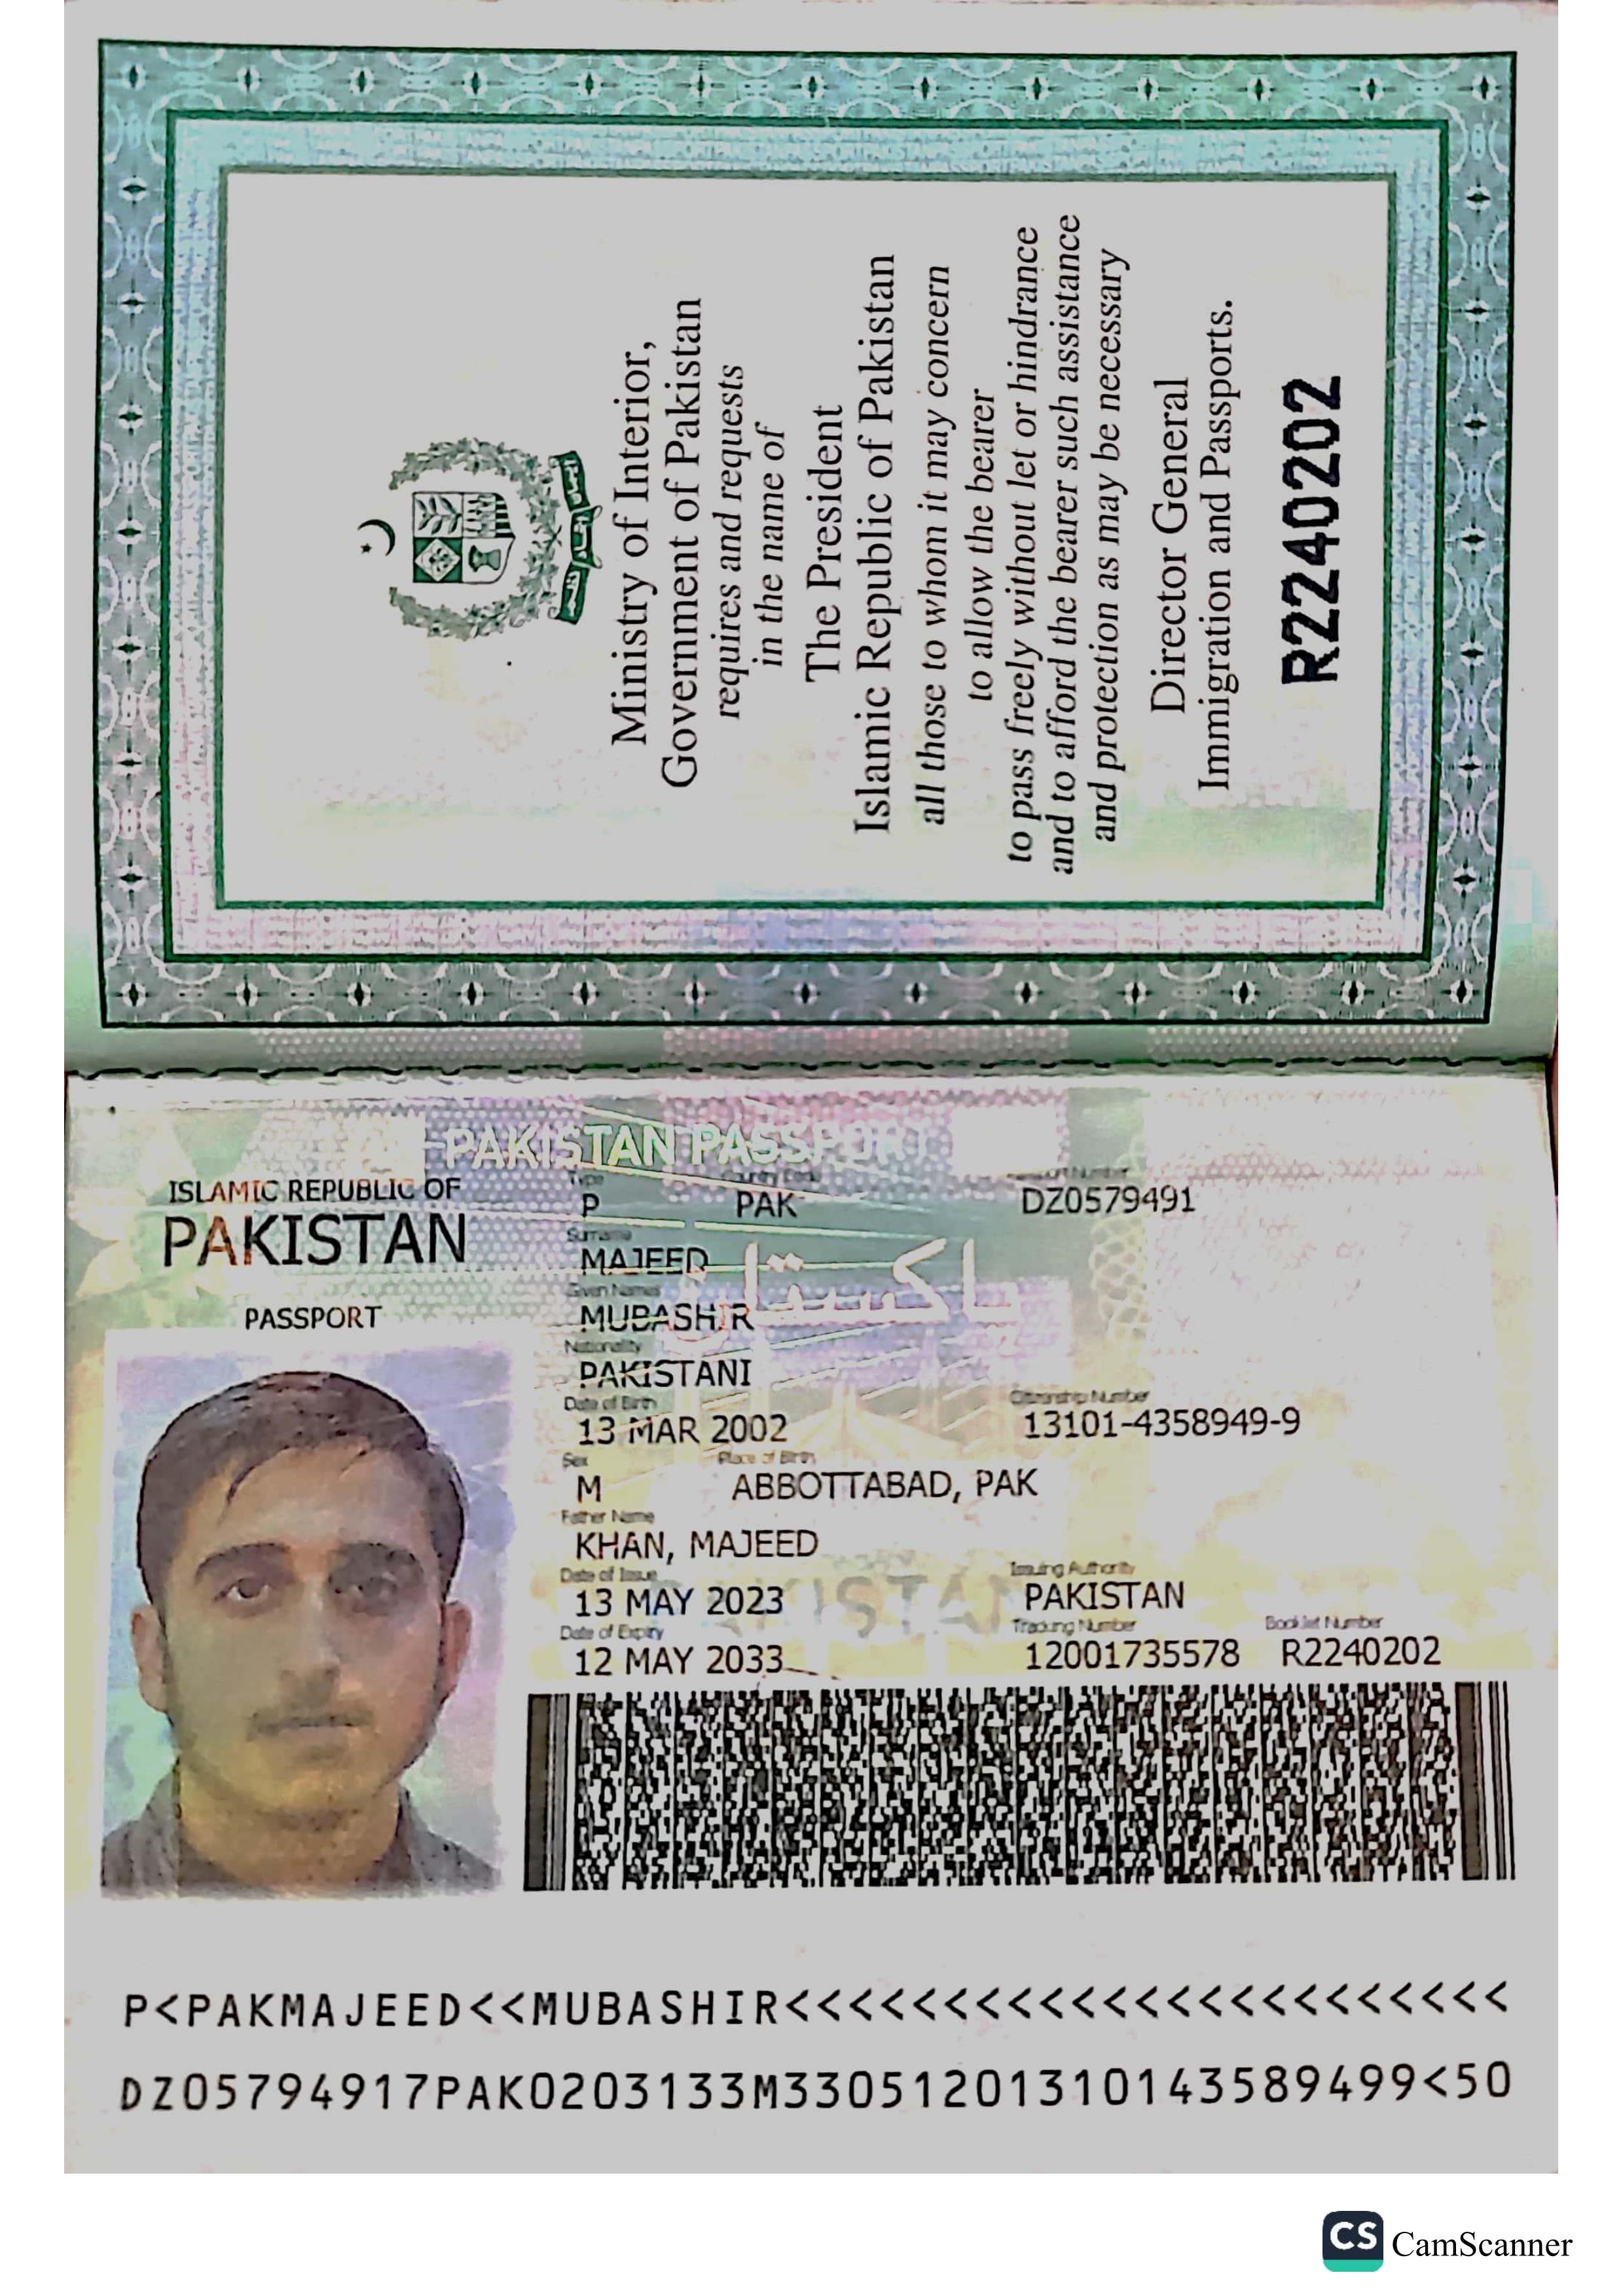 Ministry of Interior,
Government of Pakistan
requires and requests
in the name of
The President
Islamic Republic of Pakistan
all those to whom it may concern
to allow the bearer
to pass freely without let or hindrance
and to afford the bearer such assistance
and protection as may be necessary
Director General
Immigration and Passports.
R2240202
PAKISTAN PASSPORT
ISLAMIC REPUBLIC OF
PAKISTAN
PASSPORT
Type Country Code Passport Number
P PAK DZ0579491
Surname
MAJEED
پاکستان
Given Names
MUBASHIR
Nationality
PAKISTANI
Date of Birth Citizenship Number
13 MAR 2002 13101-4358949-9
Sex Place of Birth
M ABBOTTABAD, PAK
Father Name
KHAN, MAJEED
Date of Issue Issuing Authority
13 MAY 2023 PAKISTAN
Date of Expiry Tracking Number Booklet Number
12 MAY 2033 12001735578 R2240202
P<PAKMAJEED<<MUBASHIR<<<<<<<<<<<<<<<<<<<<<<<
DZ05794917PAK0203133M33051201310143589499<50
CS CamScanner